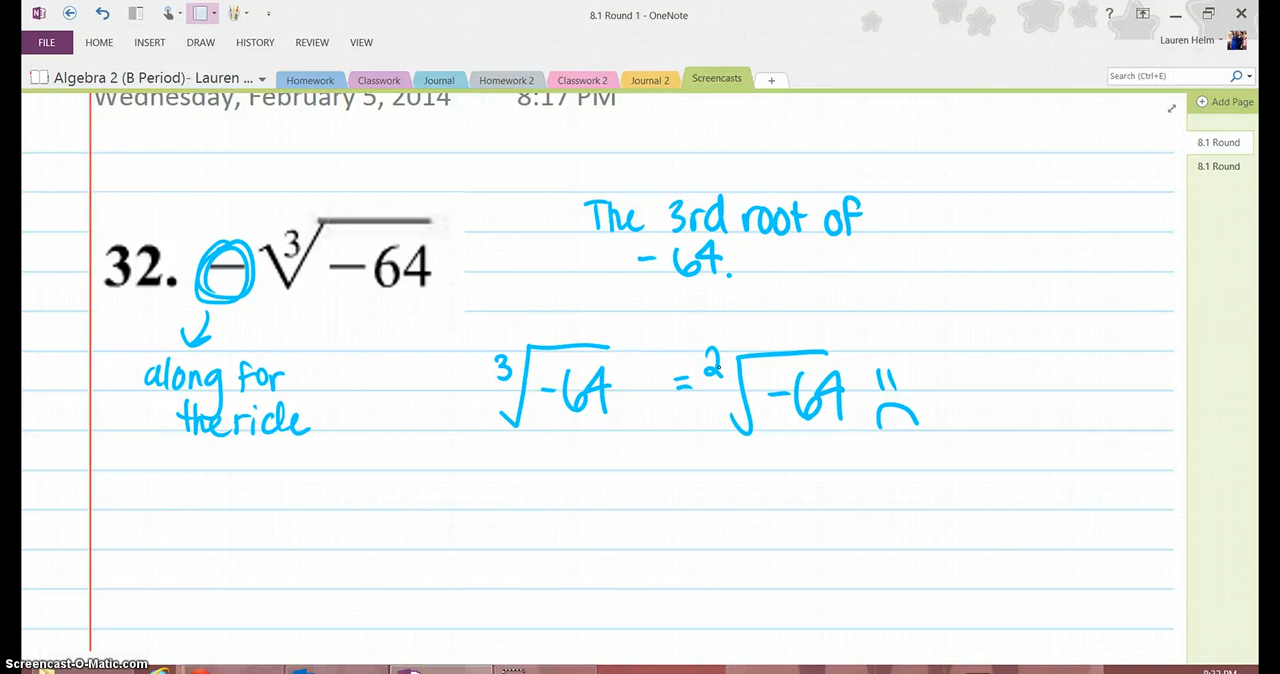 8.1 Round 1 - OneNote
?
FILE HOME INSERT DRAW HISTORY REVIEW VIEW
Lauren Helm
Algebra 2 (B Period)- Lauren ... Homework Classwork Journal Homework 2 Classwork 2 Journal 2 Screencasts +
Search (Ctrl+E)
Wednesday, February 5, 2014 8:17 PM
Add Page
8.1 Round
8.1 Round
The 3rd root of
- 64.
32. -∛-64
along for
the ride
∛-64 = ²√-64
Screencast-O-Matic.com